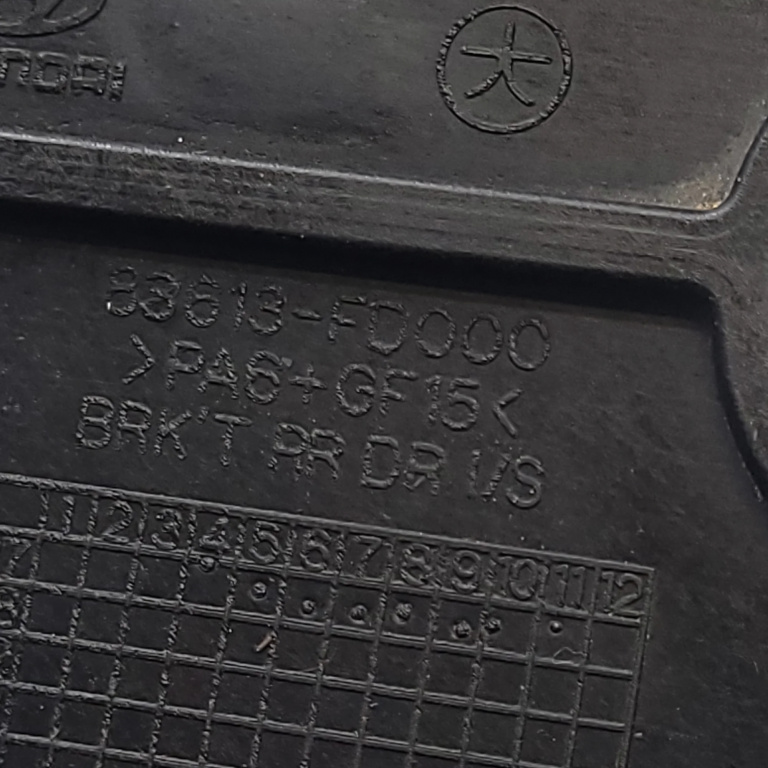 大
83613-FD000
>PA6+GF15<
BRK'T RR DR I/S
1 2 3 4 5 6 7 8 9 10 11 12